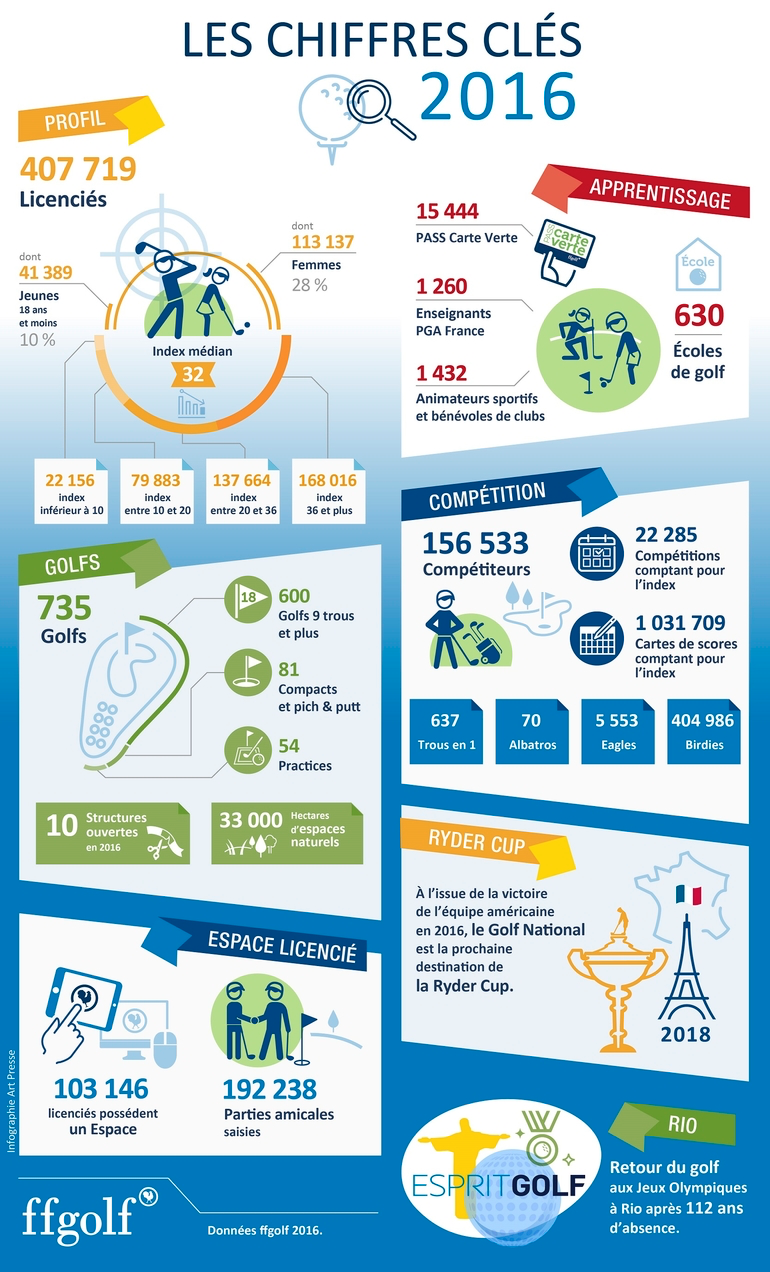 LES CHIFFRES CLÉS
2016
PROFIL
407 719
Licenciés
dont
41 389
Jeunes
18 ans
et moins
10 %
dont
113 137
Femmes
28 %
Index médian
32
22 156
index
inférieur à 10
79 883
index
entre 10 et 20
137 664
index
entre 20 et 36
168 016
index
36 et plus
APPRENTISSAGE
15 444
PASS Carte Verte
PASS
carte
verte
ffgolf
1 260
Enseignants
PGA France
1 432
Animateurs sportifs
et bénévoles de clubs
École
630
Écoles
de golf
GOLFS
735
Golfs
18
600
Golfs 9 trous
et plus
81
Compacts
et pich & putt
54
Practices
10
Structures
ouvertes
en 2016
33 000
Hectares
d'espaces
naturels
COMPÉTITION
156 533
Compétiteurs
22 285
Compétitions
comptant pour
l'index
1 031 709
Cartes de scores
comptant pour
l'index
637
Trous en 1
70
Albatros
5 553
Eagles
404 986
Birdies
RYDER CUP
À l'issue de la victoire
de l'équipe américaine
en 2016, le Golf National
est la prochaine
destination de
la Ryder Cup.
2018
ESPACE LICENCIÉ
103 146
licenciés possédent
un Espace
192 238
Parties amicales
saisies
Infographie Art Presse
ffgolf®
Données ffgolf 2016.
ESPRITGOLF
RIO
Retour du golf
aux Jeux Olympiques
à Rio après 112 ans
d'absence.